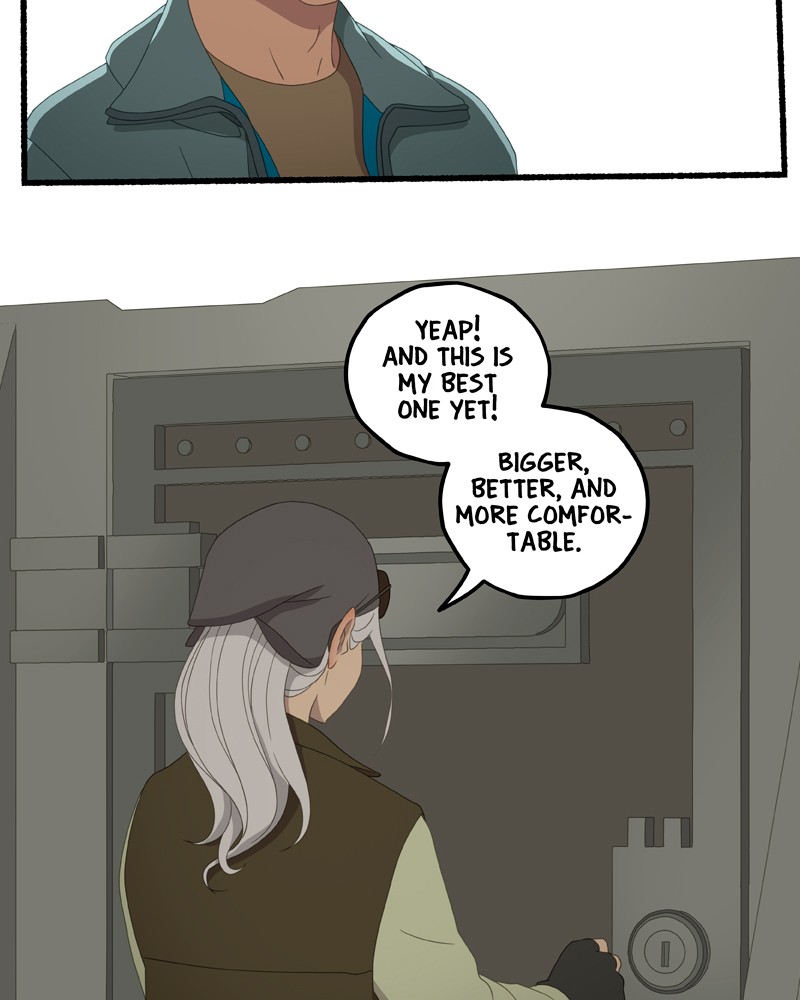 YEAP!
AND THIS IS
MY BEST
ONE YET!
BIGGER,
BETTER, AND
MORE COMFOR-
TABLE.